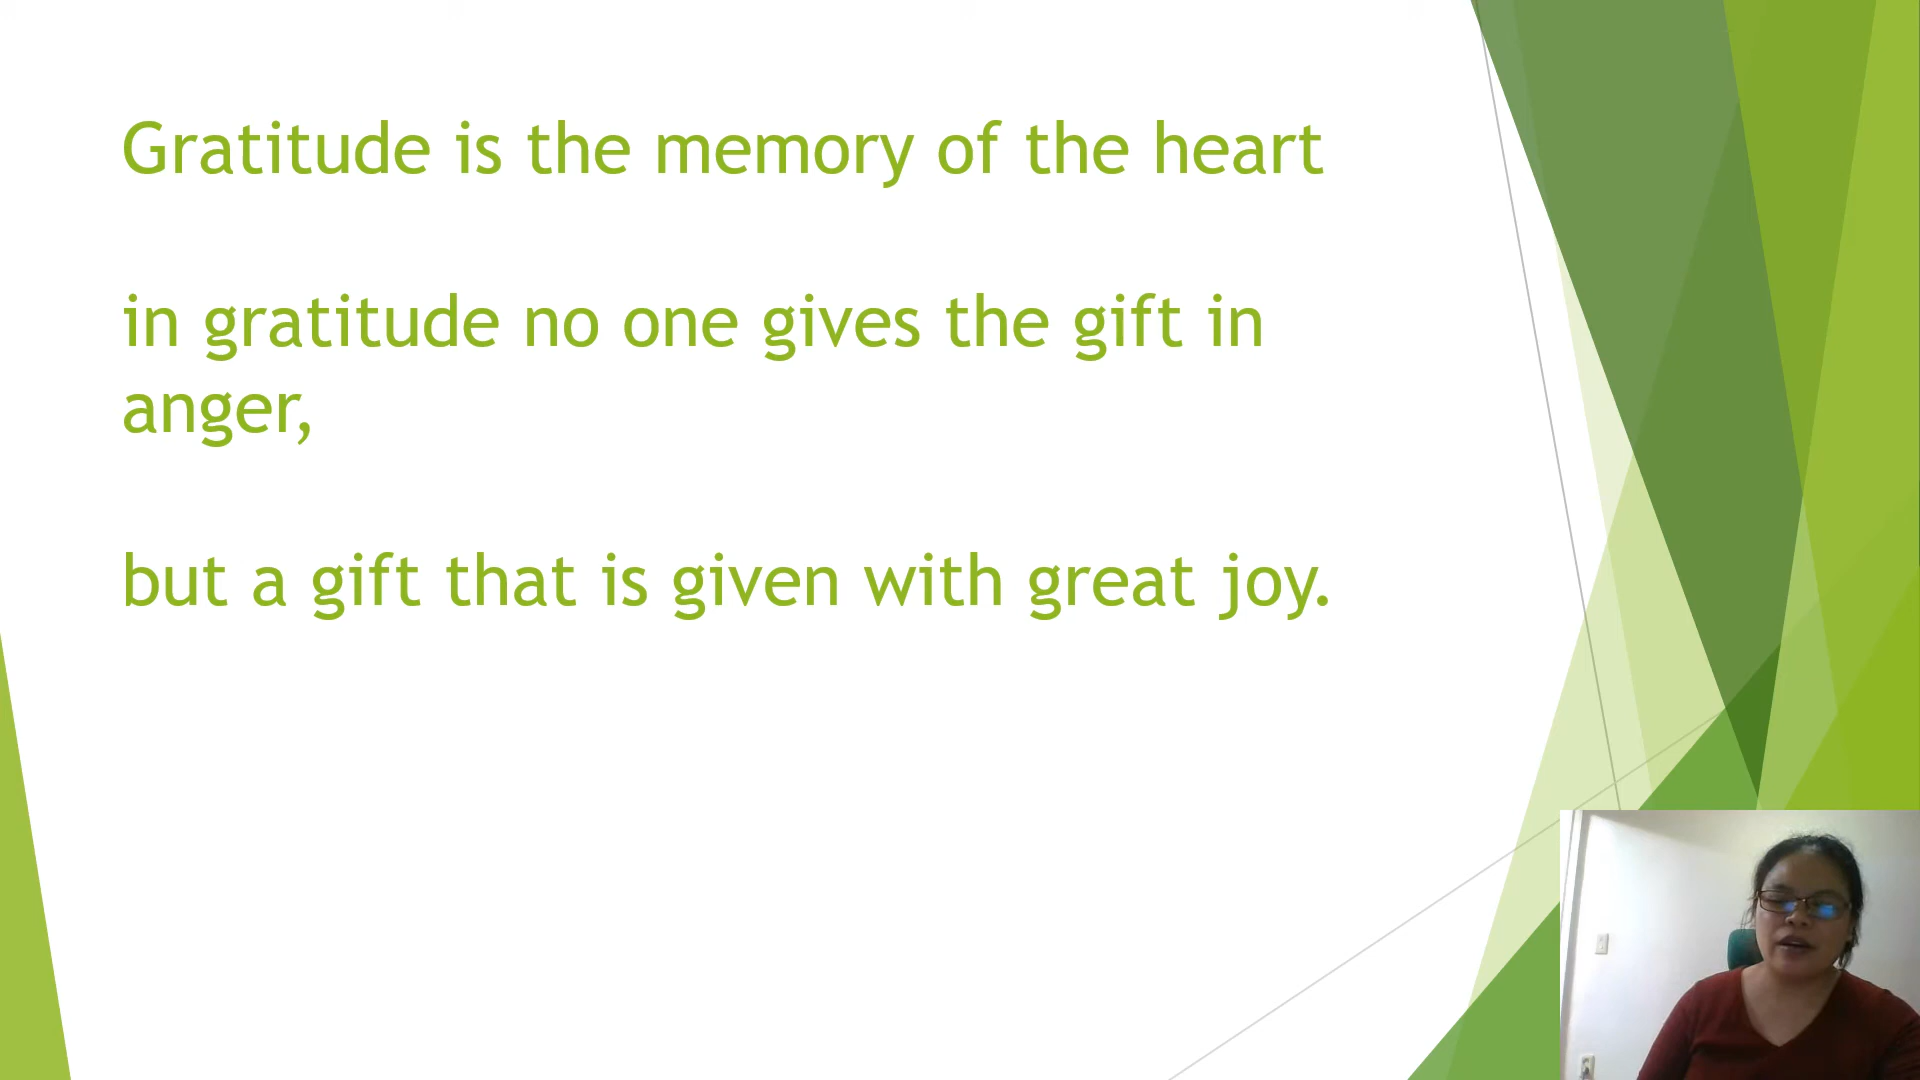 Gratitude is the memory of the heart
in gratitude no one gives the gift in
anger,
but a gift that is given with great joy.